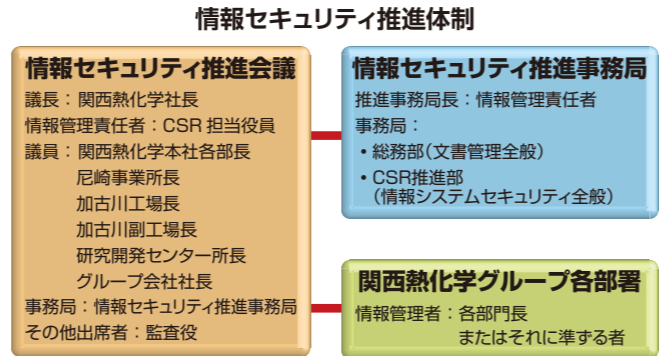 情報セキュリティ推進体制
情報セキュリティ推進会議
議長：関西熱化学社長
情報管理責任者：CSR 担当役員
議員：関西熱化学本社各部長
尼崎事業所長
加古川工場長
加古川副工場長
研究開発センター所長
グループ会社社長
事務局：情報セキュリティ推進事務局
その他出席者：監査役
情報セキュリティ推進事務局
推進事務局長：情報管理責任者
事務局：
・総務部（文書管理全般）
・CSR推進部
（情報システムセキュリティ全般）
関西熱化学グループ各部署
情報管理者：各部門長
またはそれに準ずる者